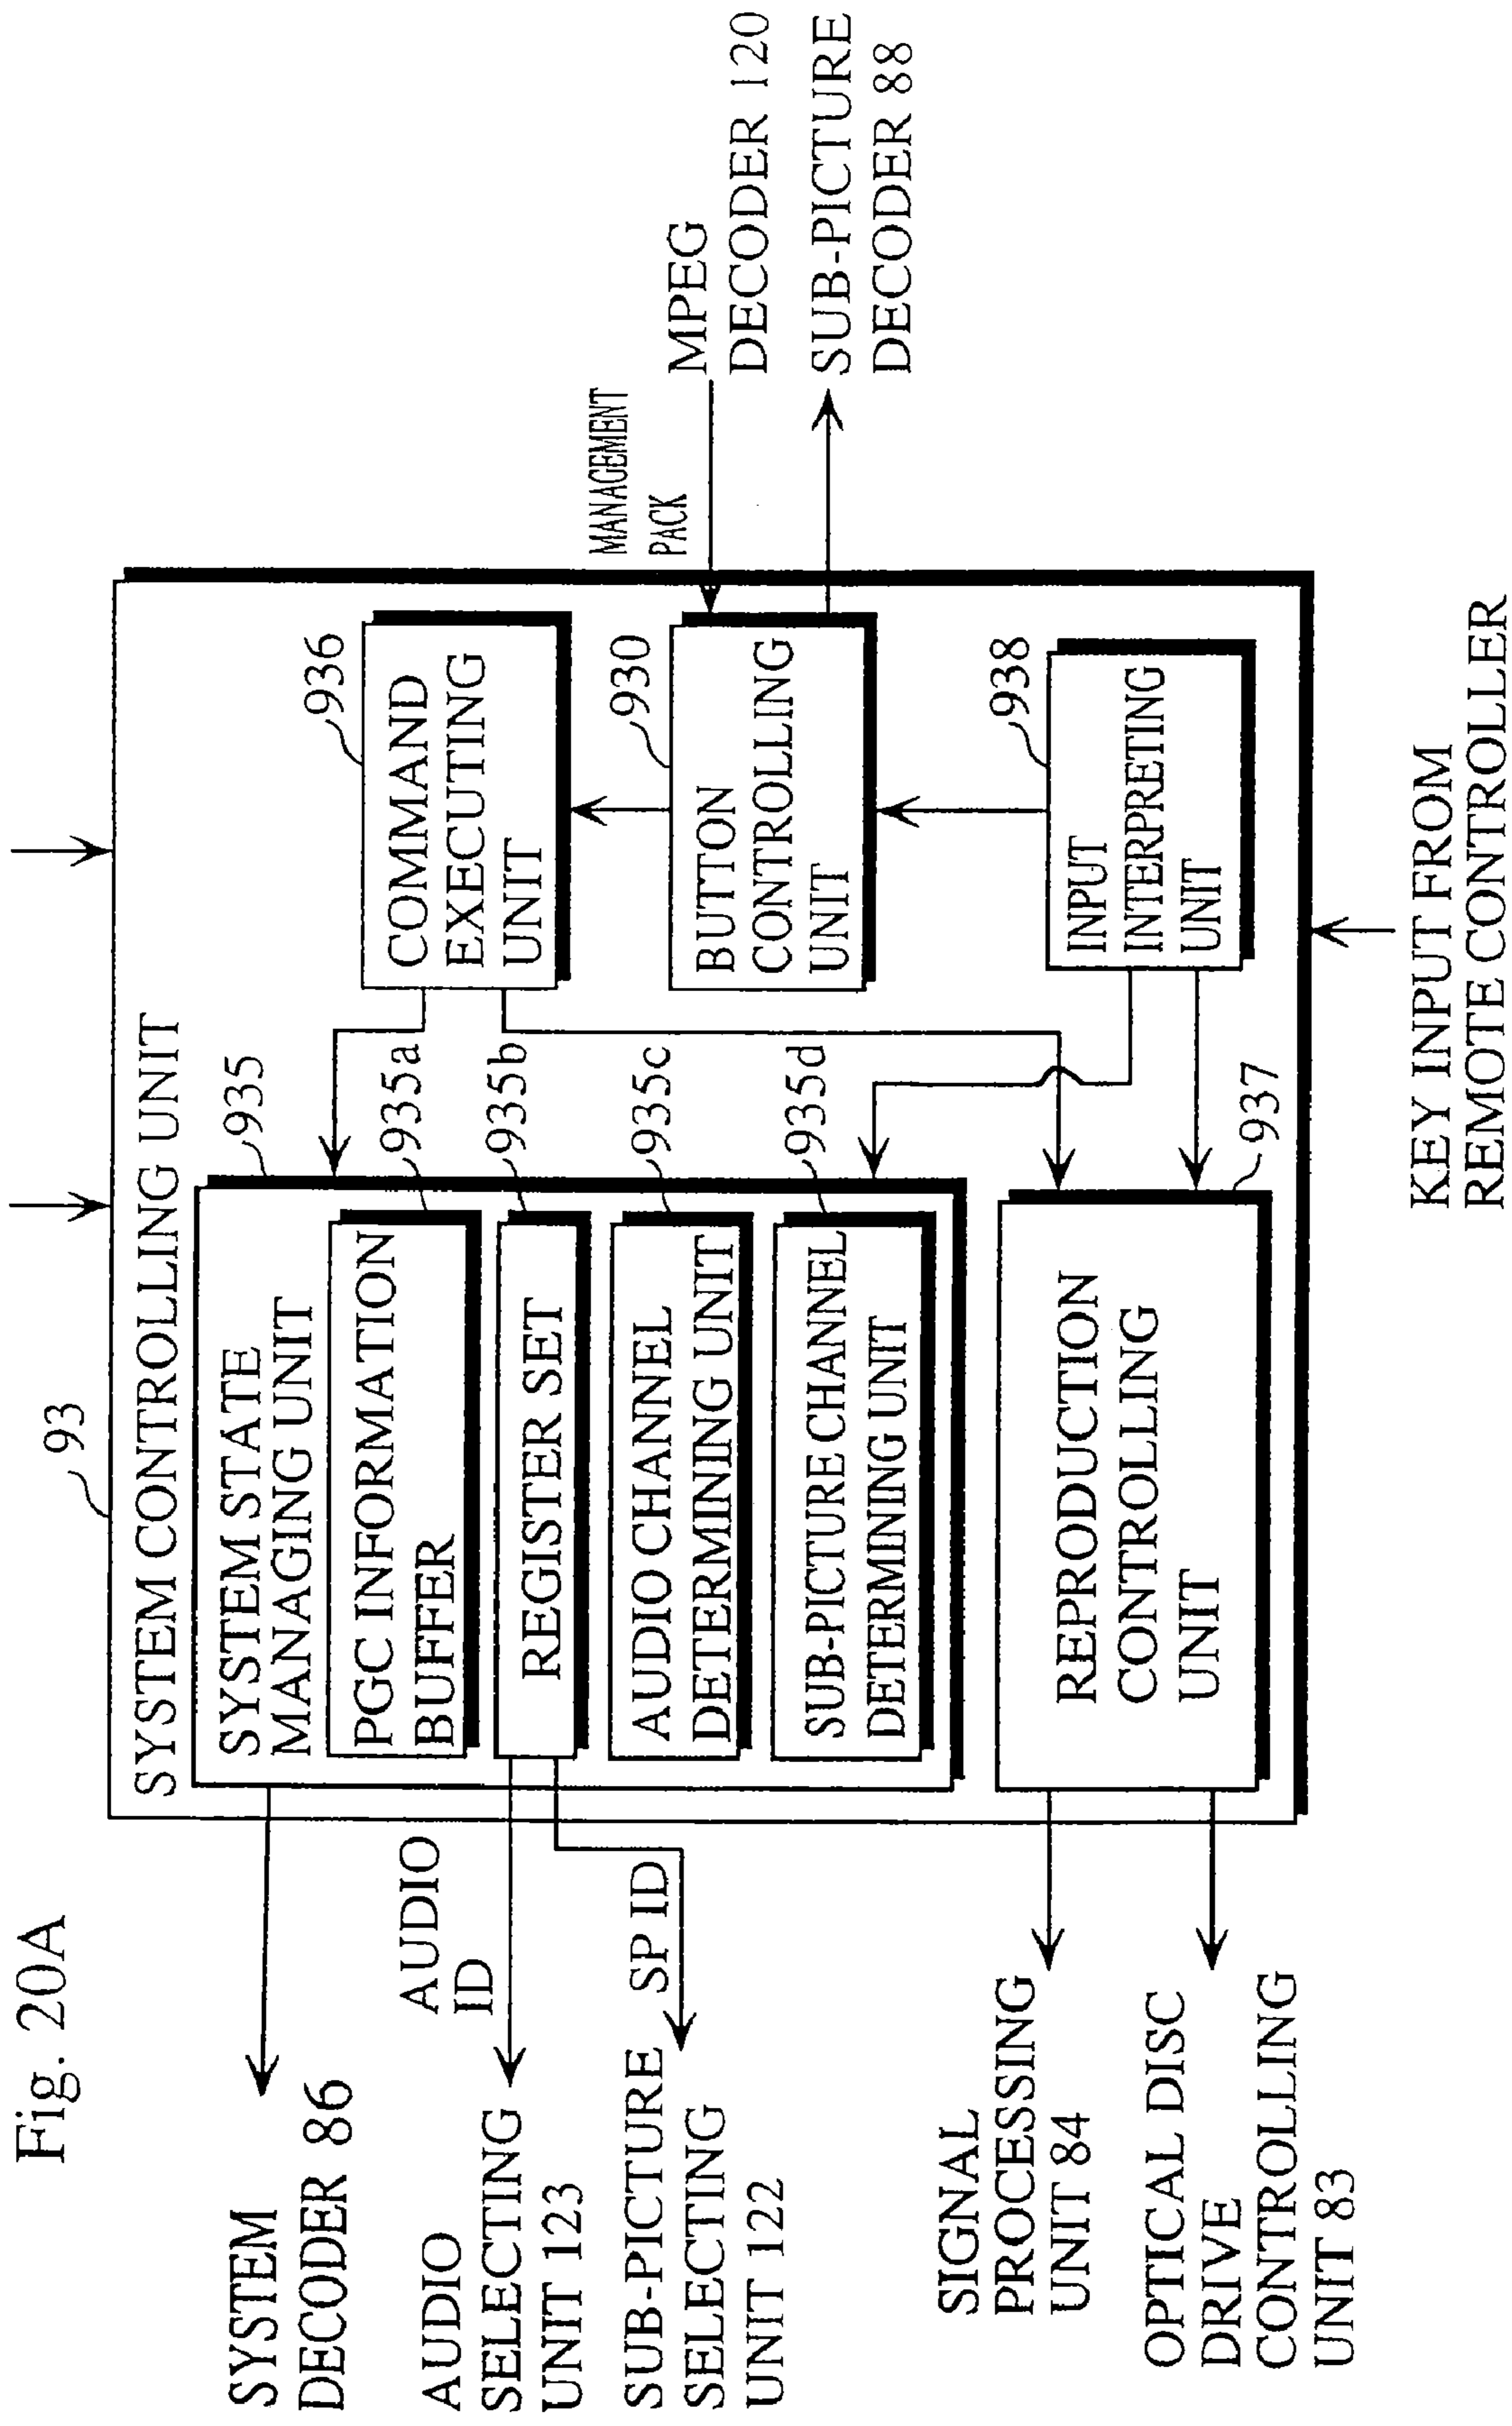 Fig. 20A
93
SYSTEM CONTROLLING UNIT
935
SYSTEM STATE
MANAGING UNIT
935a
PGC INFORMATION
BUFFER
935b
REGISTER SET
935c
AUDIO CHANNEL
DETERMINING UNIT
935d
SUB-PICTURE CHANNEL
DETERMINING UNIT
937
REPRODUCTION
CONTROLLING
UNIT
936
COMMAND
EXECUTING
UNIT
930
BUTTON
CONTROLLING
UNIT
938
INPUT
INTERPRETING
UNIT
SYSTEM
DECODER 86
AUDIO
ID
AUDIO
SELECTING
UNIT 123
SP ID
SUB-PICTURE
SELECTING
UNIT 122
SIGNAL
PROCESSING
UNIT 84
OPTICAL DISC
DRIVE
CONTROLLING
UNIT 83
MANAGEMENT
PACK
MPEG
DECODER 120
SUB-PICTURE
DECODER 88
KEY INPUT FROM
REMOTE CONTROLLER